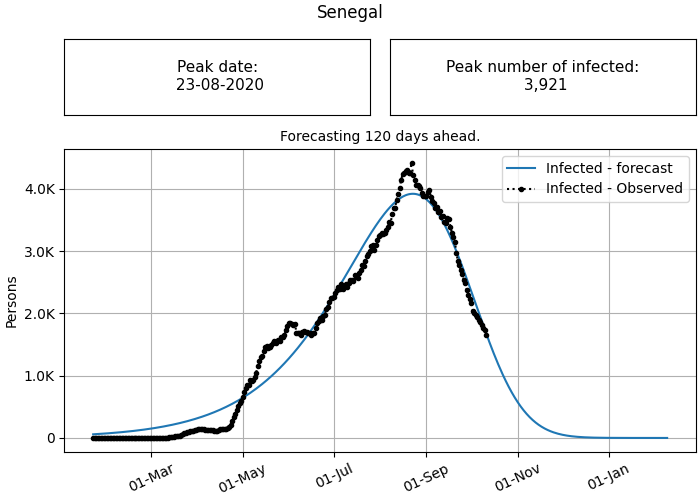 Senegal
Peak date:
23-08-2020
Peak number of infected:
3,921
Forecasting 120 days ahead.
Infected - forecast
Infected - Observed
Persons
4.0K
3.0K
2.0K
1.0K
0
01-Mar
01-May
01-Jul
01-Sep
01-Nov
01-Jan